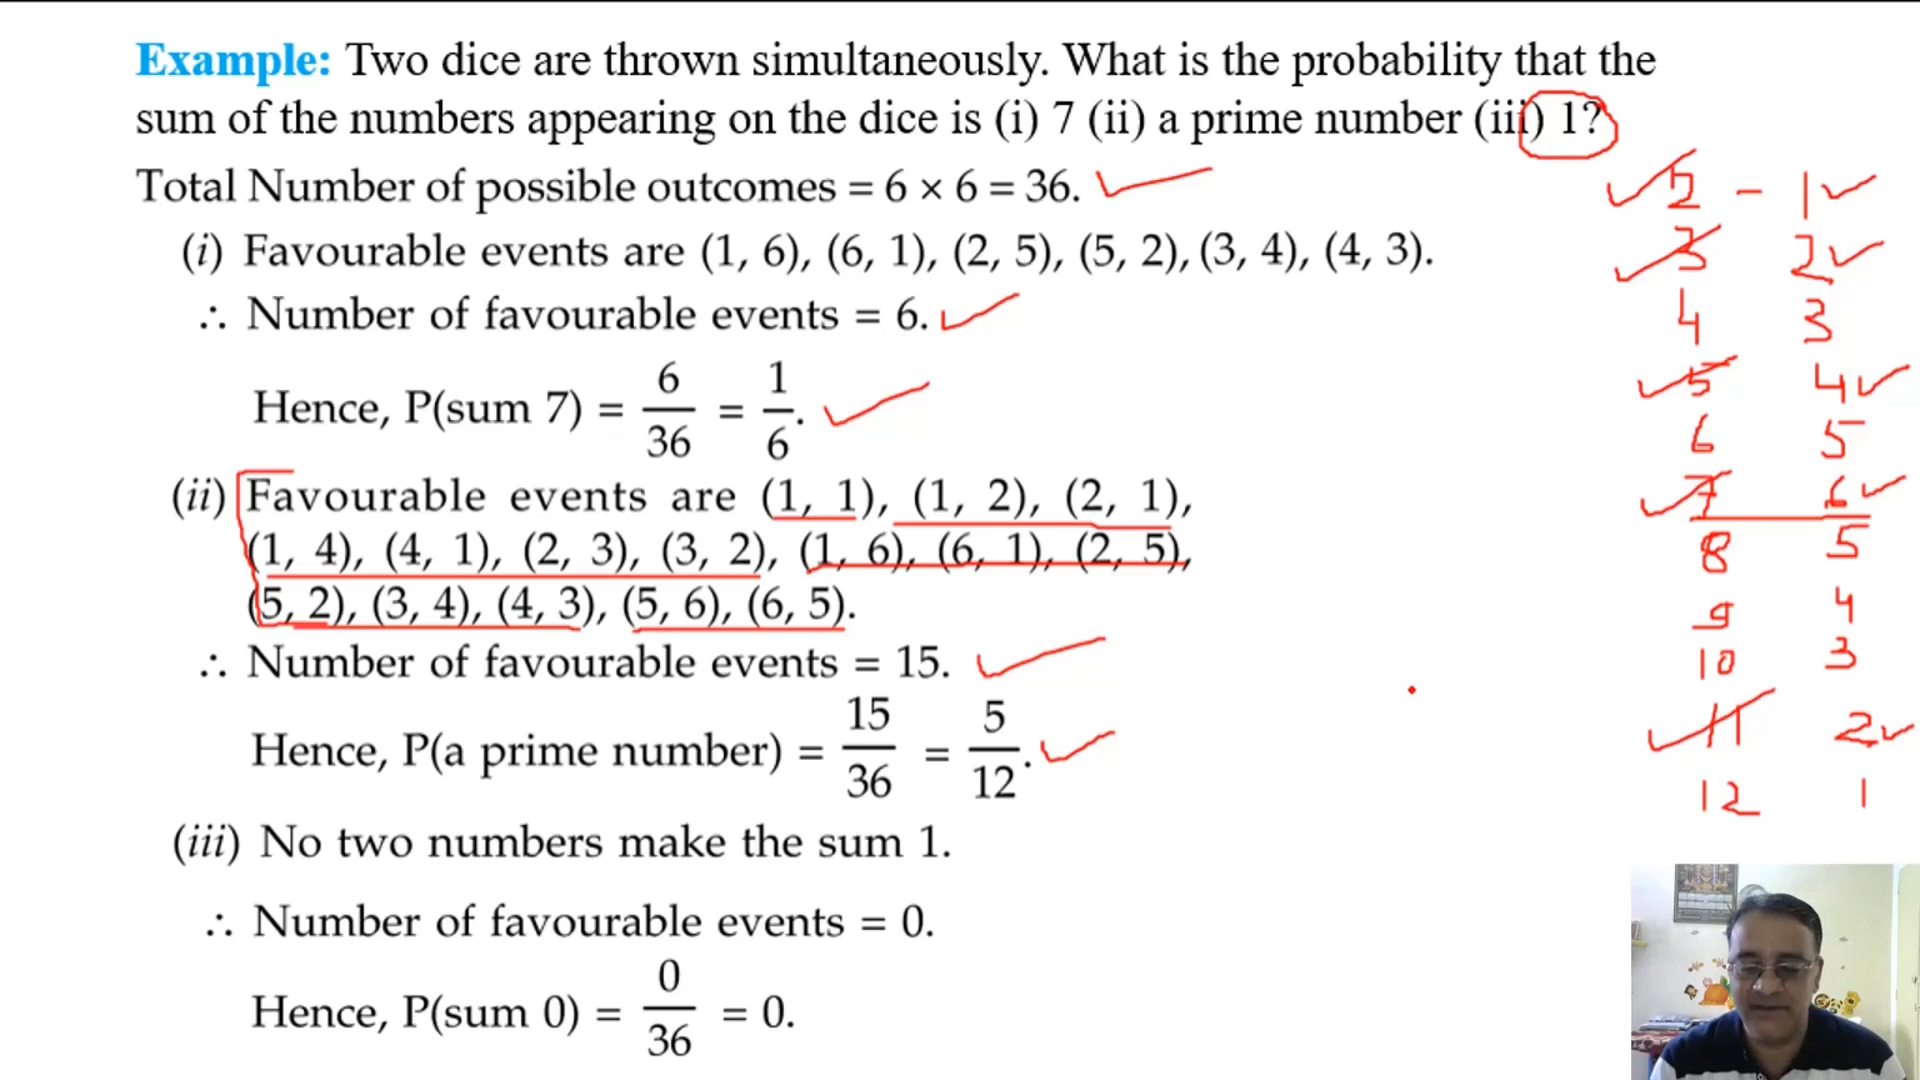 Example: Two dice are thrown simultaneously. What is the probability that the
sum of the numbers appearing on the dice is (i) 7 (ii) a prime number (iii) 1?
Total Number of possible outcomes = 6 × 6 = 36.
(i) Favourable events are (1, 6), (6, 1), (2, 5), (5, 2), (3, 4), (4, 3).
∴ Number of favourable events = 6.
Hence, P(sum 7) = 6/36 = 1/6.
(ii) Favourable events are (1, 1), (1, 2), (2, 1),
(1, 4), (4, 1), (2, 3), (3, 2), (1, 6), (6, 1), (2, 5),
(5, 2), (3, 4), (4, 3), (5, 6), (6, 5).
∴ Number of favourable events = 15.
Hence, P(a prime number) = 15/36 = 5/12.
(iii) No two numbers make the sum 1.
∴ Number of favourable events = 0.
Hence, P(sum 0) = 0/36 = 0.
2 - 1
3 2
4 3
5 4
6 5
7 6
8 5
9 4
10 3
11 2
12 1